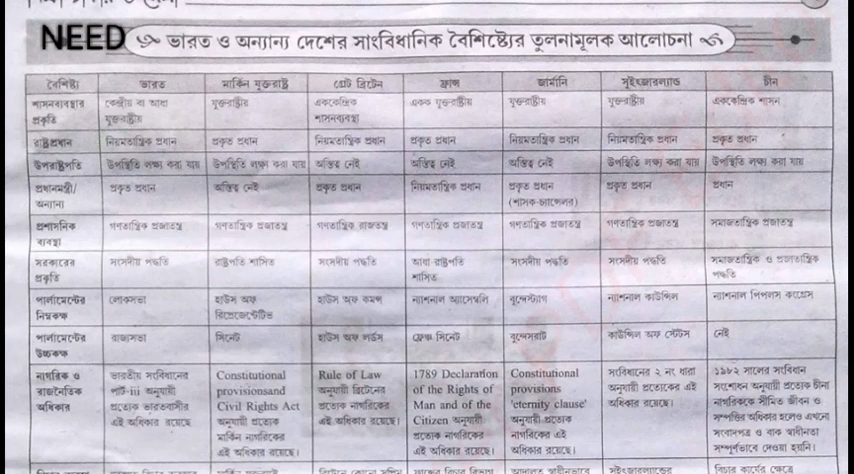 NEED ভারত ও অন্যান্য দেশের সাংবিধানিক বৈশিষ্ট্যের তুলনামূলক আলোচনা
বৈশিষ্ট্য ভারত মার্কিন যুক্তরাষ্ট্র গ্রেট ব্রিটেন ফ্রান্স জার্মানি সুইৎজারল্যান্ড চীন
শাসনব্যবস্থার কেন্দ্রীয় বা আধা যুক্তরাষ্ট্রীয় এককেন্দ্রিক একক যুক্তরাষ্ট্রীয় যুক্তরাষ্ট্রীয় যুক্তরাষ্ট্রীয় এককেন্দ্রিক শাসন
প্রকৃতি যুক্তরাষ্ট্রীয় শাসনব্যবস্থা
রাষ্ট্রপ্রধান নিয়মতান্ত্রিক প্রধান প্রকৃত প্রধান নিয়মতান্ত্রিক প্রধান প্রকৃত প্রধান নিয়মতান্ত্রিক প্রধান নিয়মতান্ত্রিক প্রধান প্রকৃত প্রধান
উপরাষ্ট্রপতি উপস্থিতি লক্ষ্য করা যায় উপস্থিতি লক্ষ্য করা যায় অস্তিত্ব নেই অস্তিত্ব নেই অস্তিত্ব নেই উপস্থিতি লক্ষ্য করা যায় উপস্থিতি লক্ষ্য করা যায়
প্রধানমন্ত্রী/ প্রকৃত প্রধান অস্তিত্ব নেই প্রকৃত প্রধান নিয়মতান্ত্রিক প্রধান প্রকৃত প্রধান প্রকৃত প্রধান প্রধান
অন্যান্য (শাসক-চ্যান্সেলর)
প্রশাসনিক গণতান্ত্রিক প্রজাতন্ত্র গণতান্ত্রিক প্রজাতন্ত্র গণতান্ত্রিক রাজতন্ত্র গণতান্ত্রিক প্রজাতন্ত্র গণতান্ত্রিক প্রজাতন্ত্র গণতান্ত্রিক প্রজাতন্ত্র সমাজতান্ত্রিক প্রজাতন্ত্র
ব্যবস্থা
সরকারের সংসদীয় পদ্ধতি রাষ্ট্রপতি শাসিত সংসদীয় পদ্ধতি আধা-রাষ্ট্রপতি সংসদীয় পদ্ধতি সংসদীয় পদ্ধতি সমাজতান্ত্রিক ও প্রজাতান্ত্রিক
প্রকৃতি শাসিত পদ্ধতি
পার্লামেন্টের লোকসভা হাউস অফ হাউস অফ কমন্স ন্যাশনাল অ্যাসেম্বলি বুন্দেস্ট্যাগ ন্যাশনাল কাউন্সিল ন্যাশনাল পিপলস কংগ্রেস
নিম্নকক্ষ রিপ্রেজেন্টেটিভ
পার্লামেন্টের রাজ্যসভা সিনেট হাউস অফ লর্ডস ফ্রেঞ্চ সিনেট বুন্দেসরাট কাউন্সিল অফ স্টেটস নেই
উচ্চকক্ষ
নাগরিক ও ভারতীয় সংবিধানের Constitutional Rule of Law 1789 Declaration Constitutional সংবিধানের ২ নং ধারা ১৯৮২ সালের সংবিধান
রাজনৈতিক পার্ট-iii অনুযায়ী provisionsand অনুযায়ী ব্রিটেনের of the Rights of provisions অনুযায়ী প্রত্যেকের এই সংশোধন অনুযায়ী প্রত্যেক চীনা
অধিকার প্রত্যেক ভারতবাসীর Civil Rights Act প্রত্যেক নাগরিকের Man and of the 'eternity clause' অধিকার রয়েছে। নাগরিককে সীমিত জীবন ও
এই অধিকার রয়েছে অনুযায়ী প্রত্যেক এই অধিকার রয়েছে। Citizen অনুযায়ী অনুযায়ী প্রত্যেক সম্পত্তির অধিকার হলেও এখনো
মার্কিন নাগরিকের প্রত্যেক নাগরিকের নাগরিকের এই সংবাদপত্র ও বাক স্বাধীনতা
এই অধিকার রয়েছে। এই অধিকার রয়েছে। অধিকার রয়েছে। সম্পূর্ণভাবে দেওয়া হয়নি।